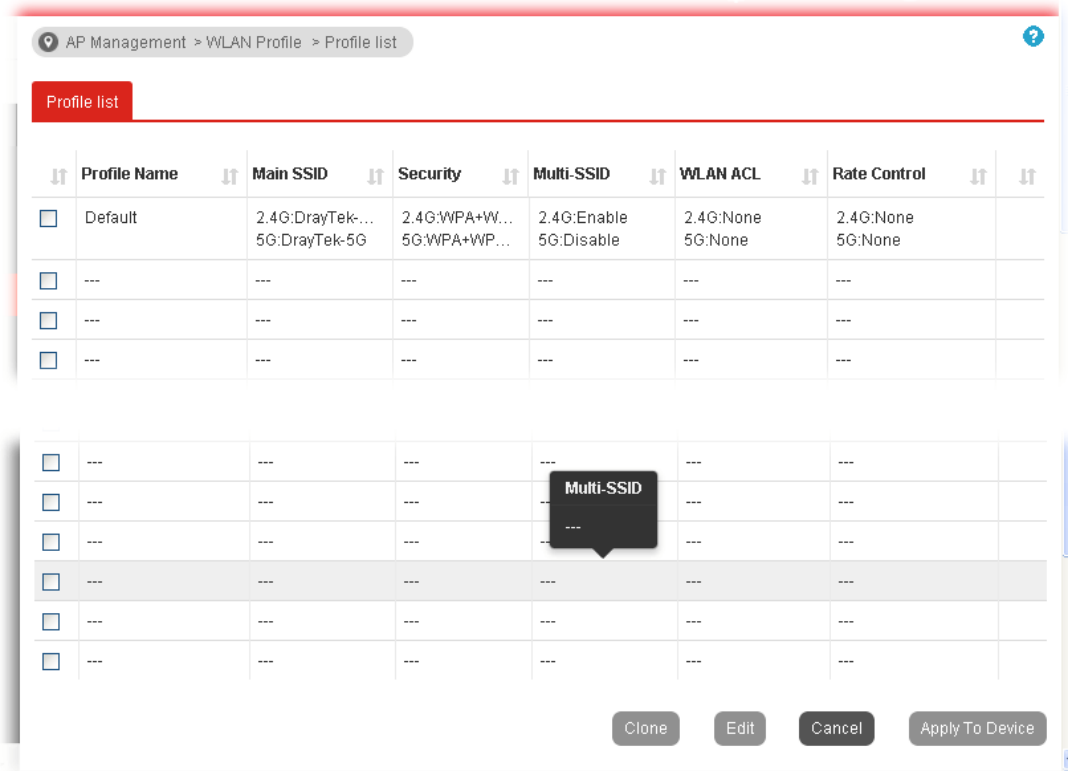 AP Management > WLAN Profile > Profile list
?
Profile list
Profile Name Main SSID Security Multi-SSID WLAN ACL Rate Control
Default 2.4G:DrayTek-... 2.4G:WPA+W... 2.4G:Enable 2.4G:None 2.4G:None
5G:DrayTek-5G 5G:WPA+WP... 5G:Disable 5G:None 5G:None
--- --- --- --- --- ---
--- --- --- --- --- ---
--- --- --- --- --- ---
--- --- --- --- --- ---
Multi-SSID
---
--- --- --- --- ---
--- --- --- --- ---
--- --- --- --- --- ---
--- --- --- --- --- ---
--- --- --- --- --- ---
Clone Edit Cancel Apply To Device